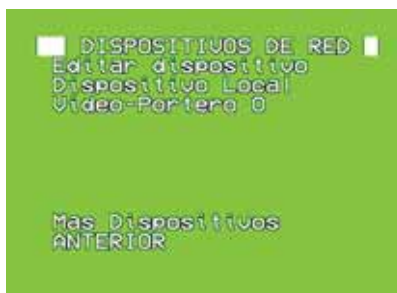 DISPOSITIVOS DE RED
Editar dispositivo
Dispositivo Local
Video-Portero 0
Mas Dispositivos
ANTERIOR